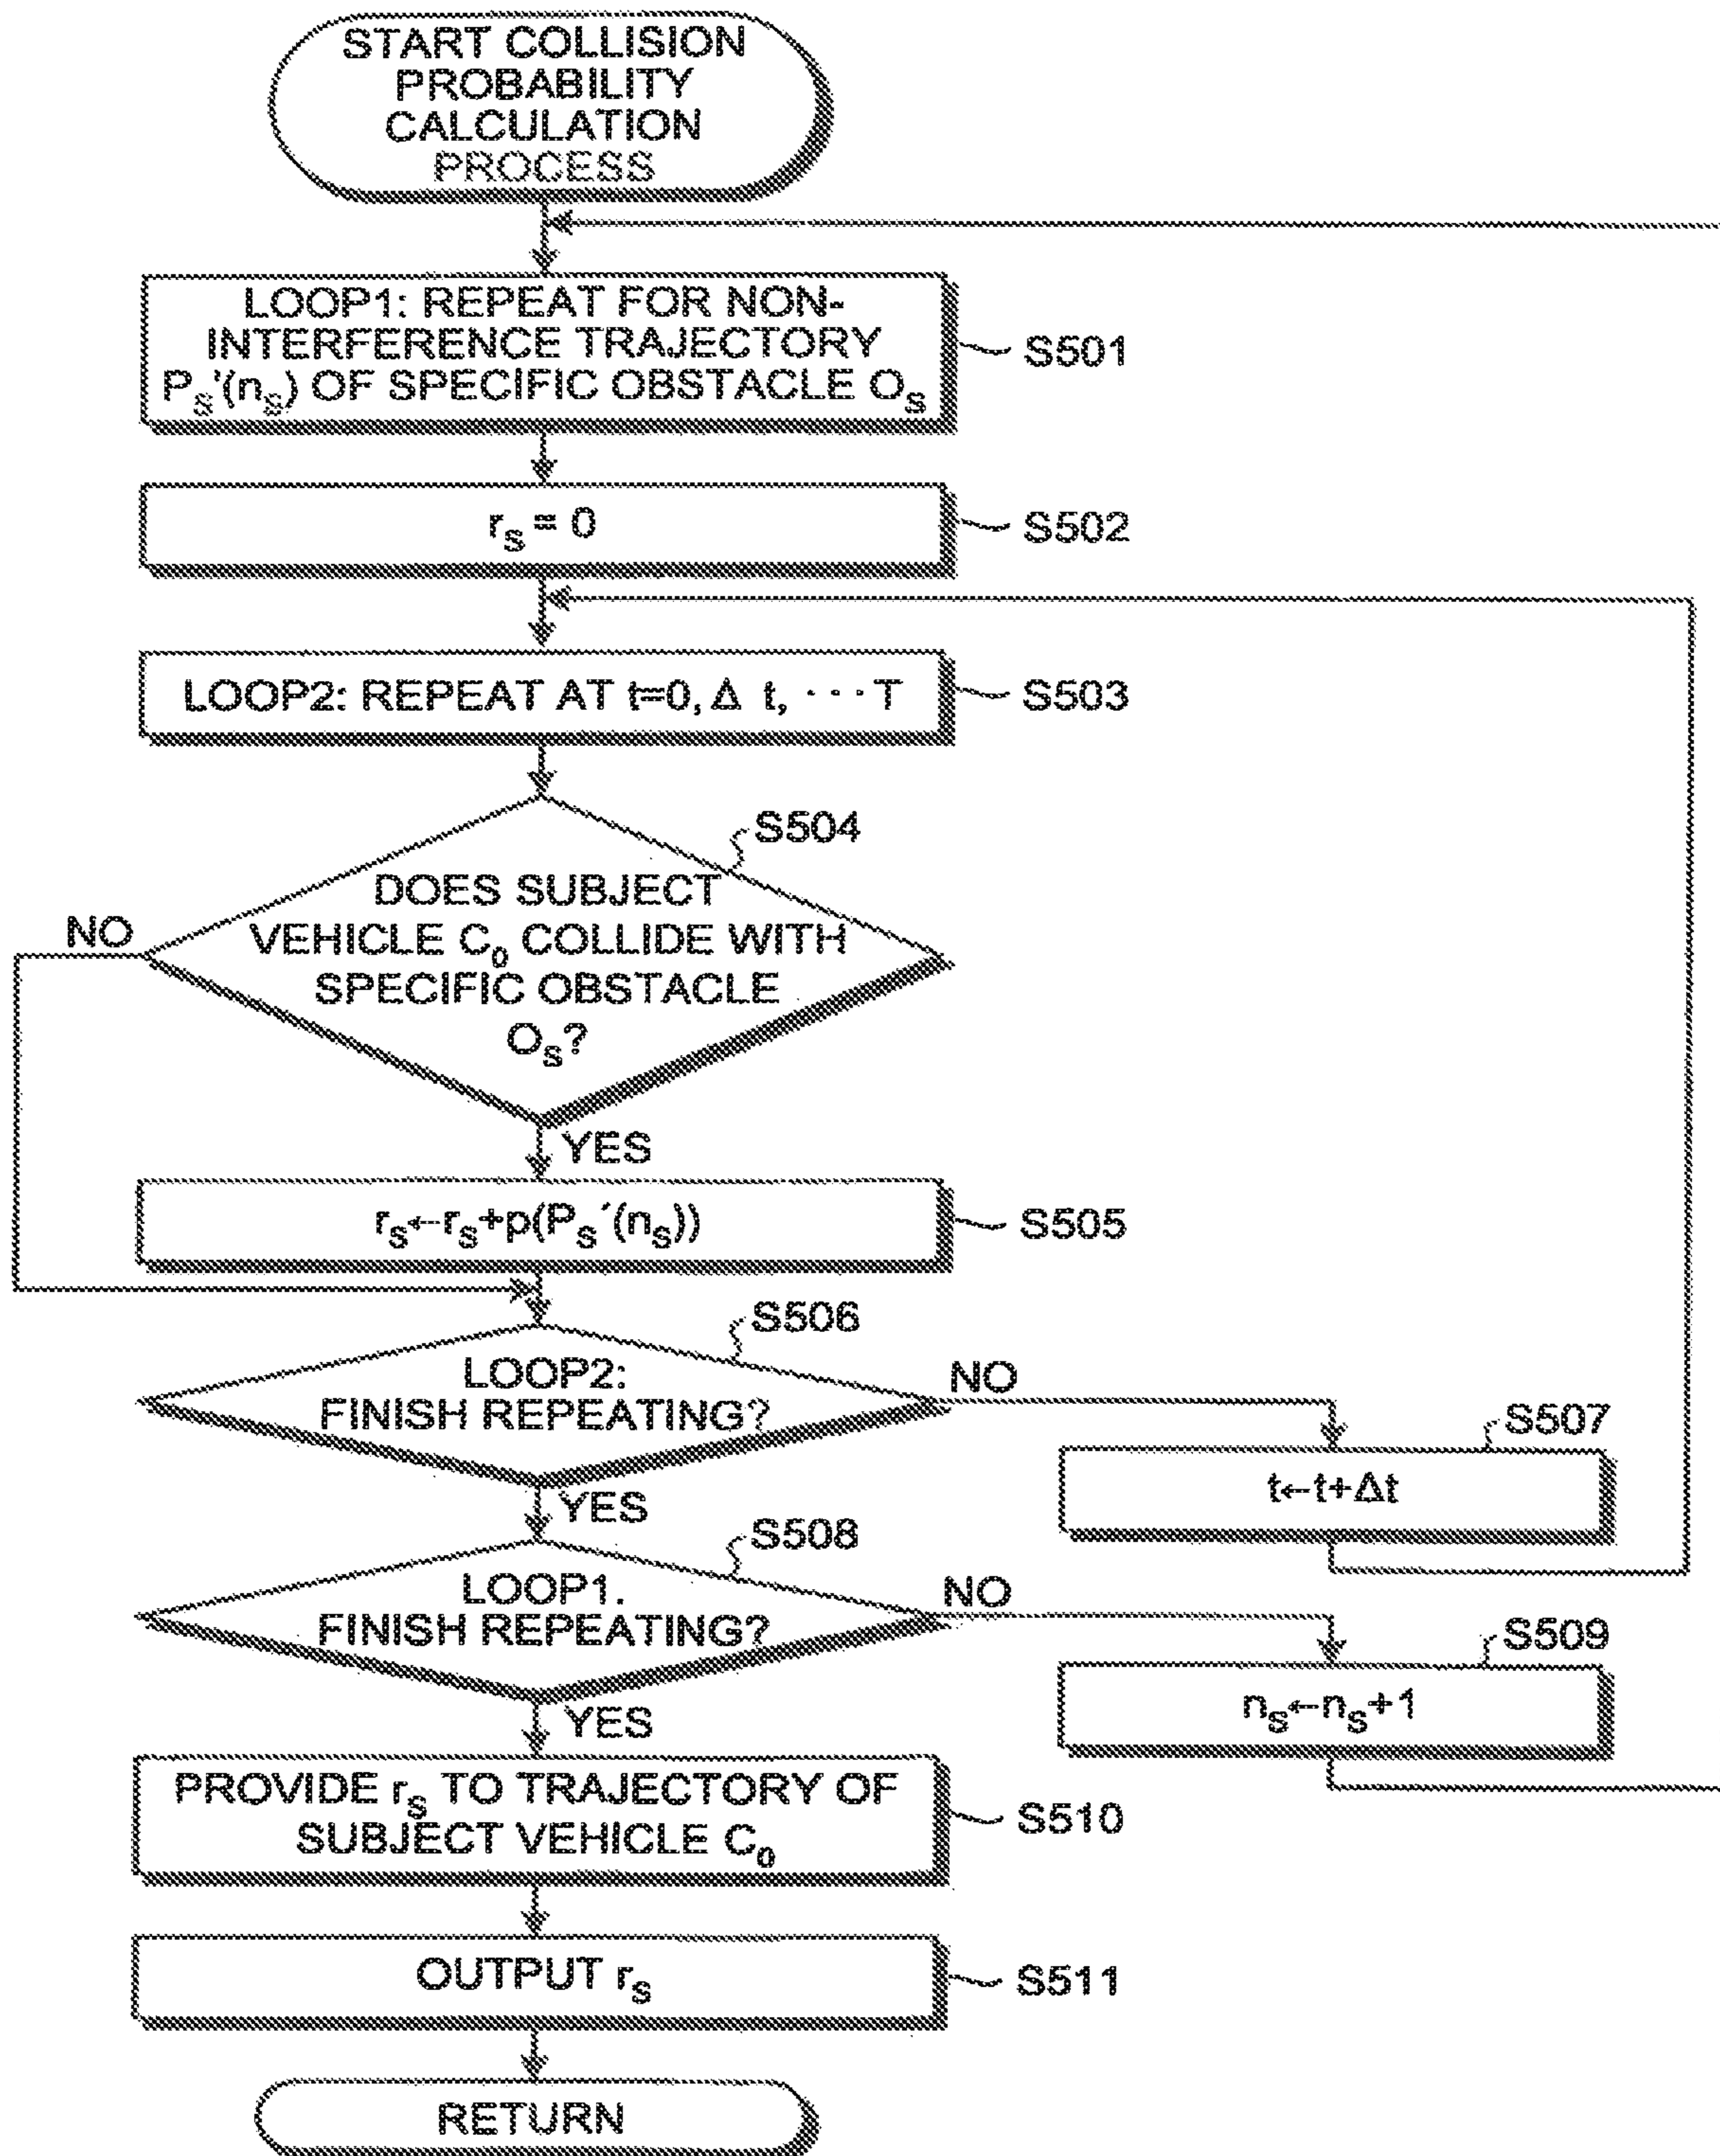 START COLLISION
PROBABILITY
CALCULATION
PROCESS
LOOP1: REPEAT FOR NON-
INTERFERENCE TRAJECTORY
Pₛ'(nₛ) OF SPECIFIC OBSTACLE Oₛ
S501
rₛ = 0
S502
LOOP2: REPEAT AT t=0, Δ t, ··· T
S503
S504
DOES SUBJECT
VEHICLE C₀ COLLIDE WITH
SPECIFIC OBSTACLE
Oₛ?
NO
YES
rₛ←rₛ+p(Pₛ´(nₛ))
S505
S506
LOOP2:
FINISH REPEATING?
NO
YES
S507
t←t+Δt
S508
LOOP1.
FINISH REPEATING?
NO
YES
S509
nₛ←nₛ+1
PROVIDE rₛ TO TRAJECTORY OF
SUBJECT VEHICLE C₀
S510
OUTPUT rₛ
S511
RETURN